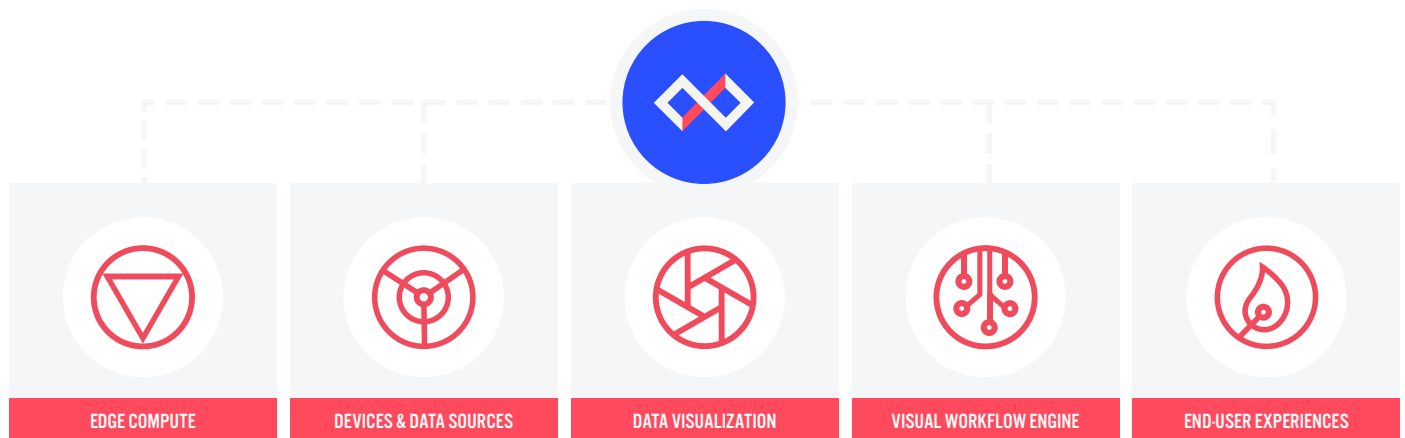 EDGE COMPUTE
DEVICES & DATA SOURCES
DATA VISUALIZATION
VISUAL WORKFLOW ENGINE
END-USER EXPERIENCES